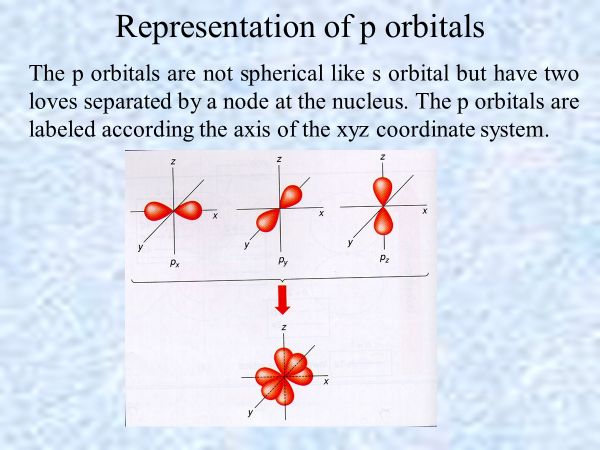 Representation of p orbitals
The p orbitals are not spherical like s orbital but have two
loves separated by a node at the nucleus. The p orbitals are
labeled according the axis of the xyz coordinate system.
z
z
z
x
x
x
y
y
y
px
py
pz
z
x
y